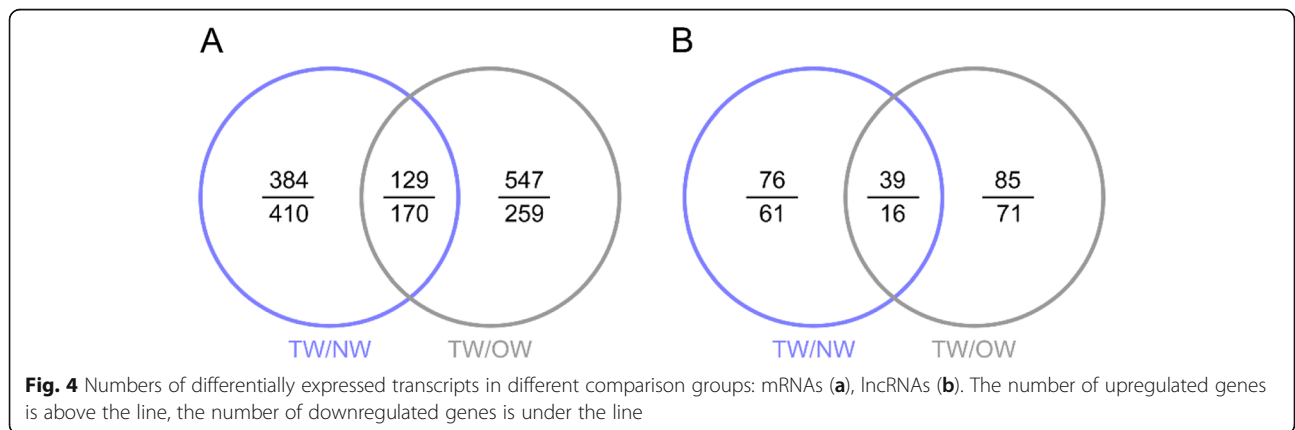 A
B
384
410
129
170
547
259
76
61
39
16
85
71
TW/NW
TW/OW
TW/NW
TW/OW
Fig. 4 Numbers of differentially expressed transcripts in different comparison groups: mRNAs (a), lncRNAs (b). The number of upregulated genes
is above the line, the number of downregulated genes is under the line